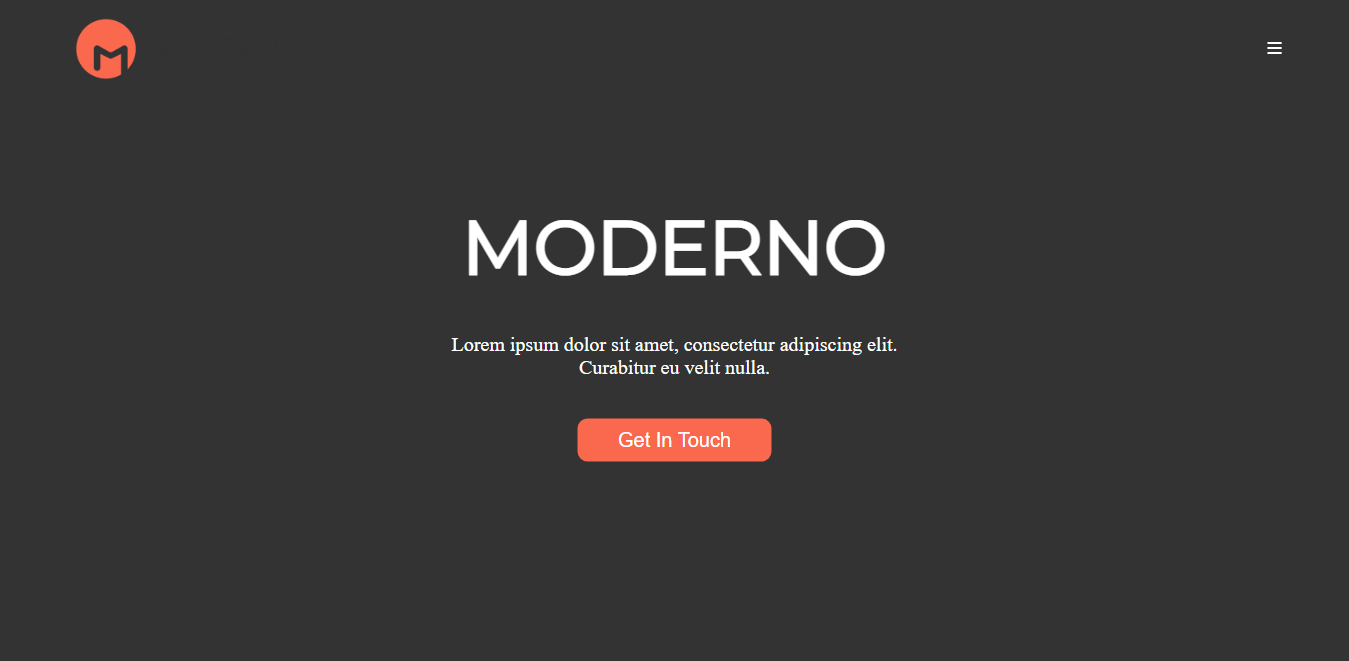 M
MODERNO
Lorem ipsum dolor sit amet, consectetur adipiscing elit.
Curabitur eu velit nulla.
Get In Touch